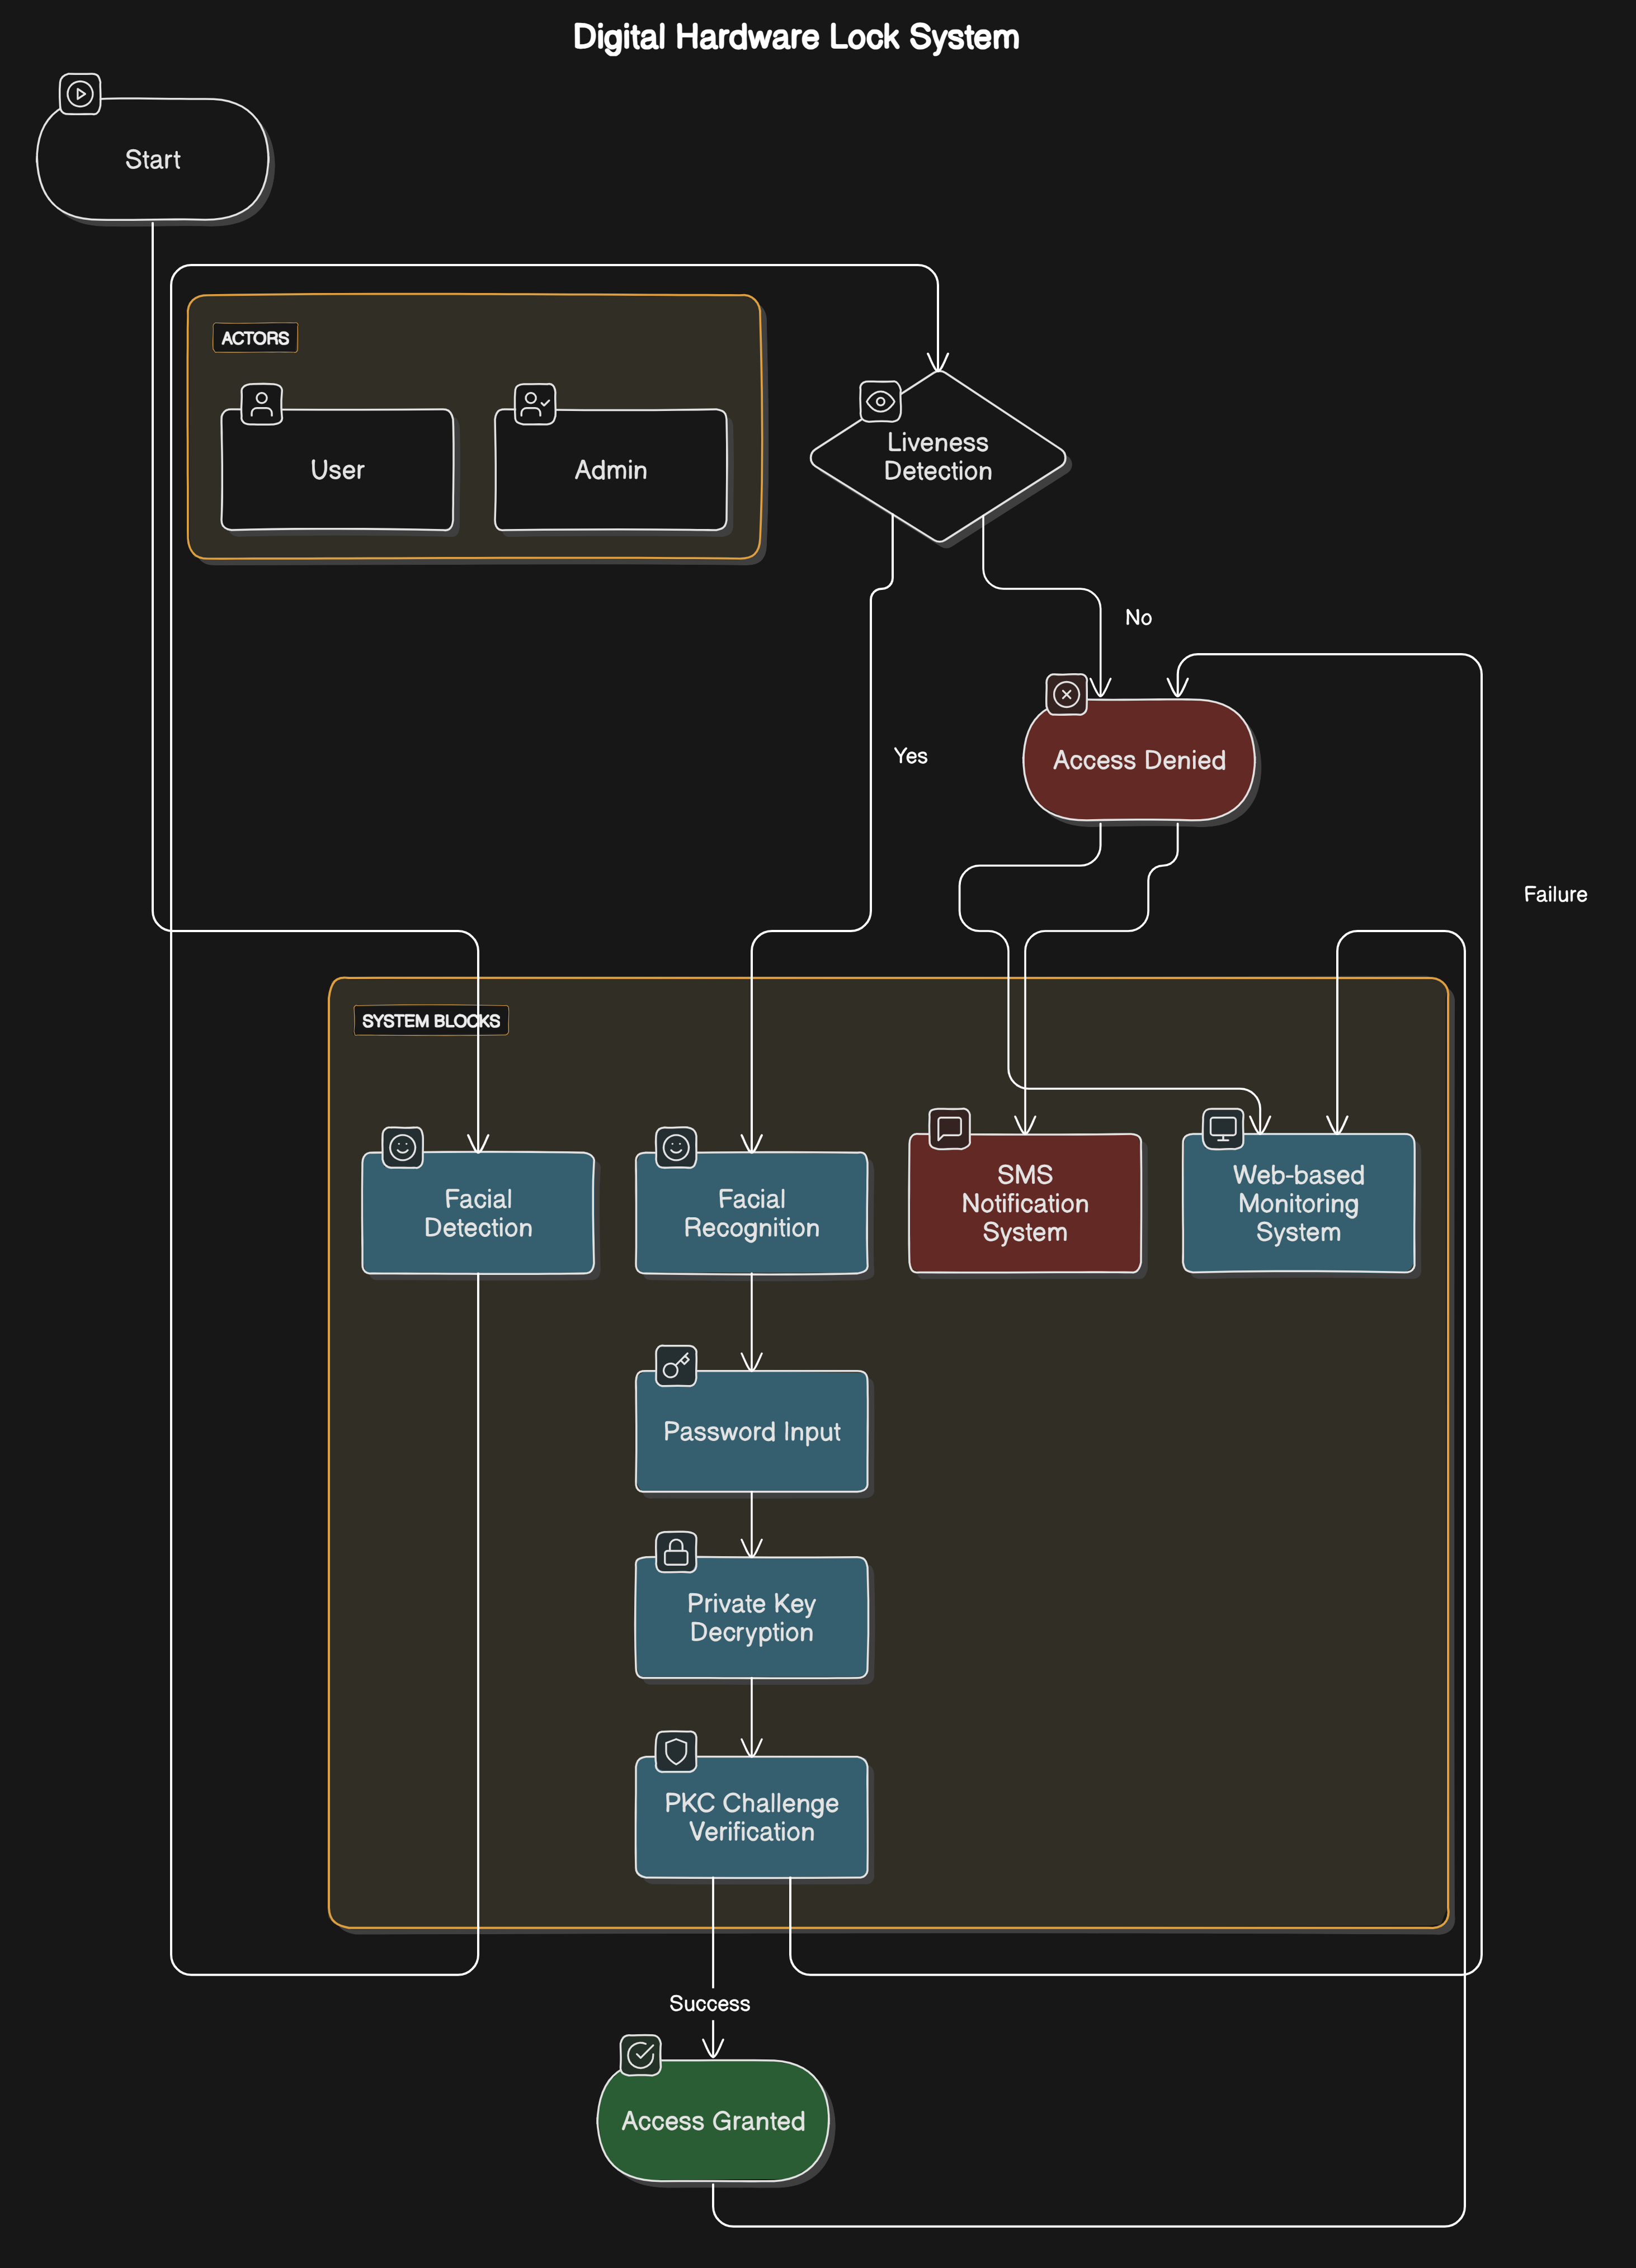 Digital Hardware Lock System
Start
ACTORS
User
Admin
Liveness
Detection
No
Yes
Access Denied
Failure
SYSTEM BLOCKS
Facial
Detection
Facial
Recognition
SMS
Notification
System
Web-based
Monitoring
System
Password Input
Private Key
Decryption
PKC Challenge
Verification
Success
Access Granted